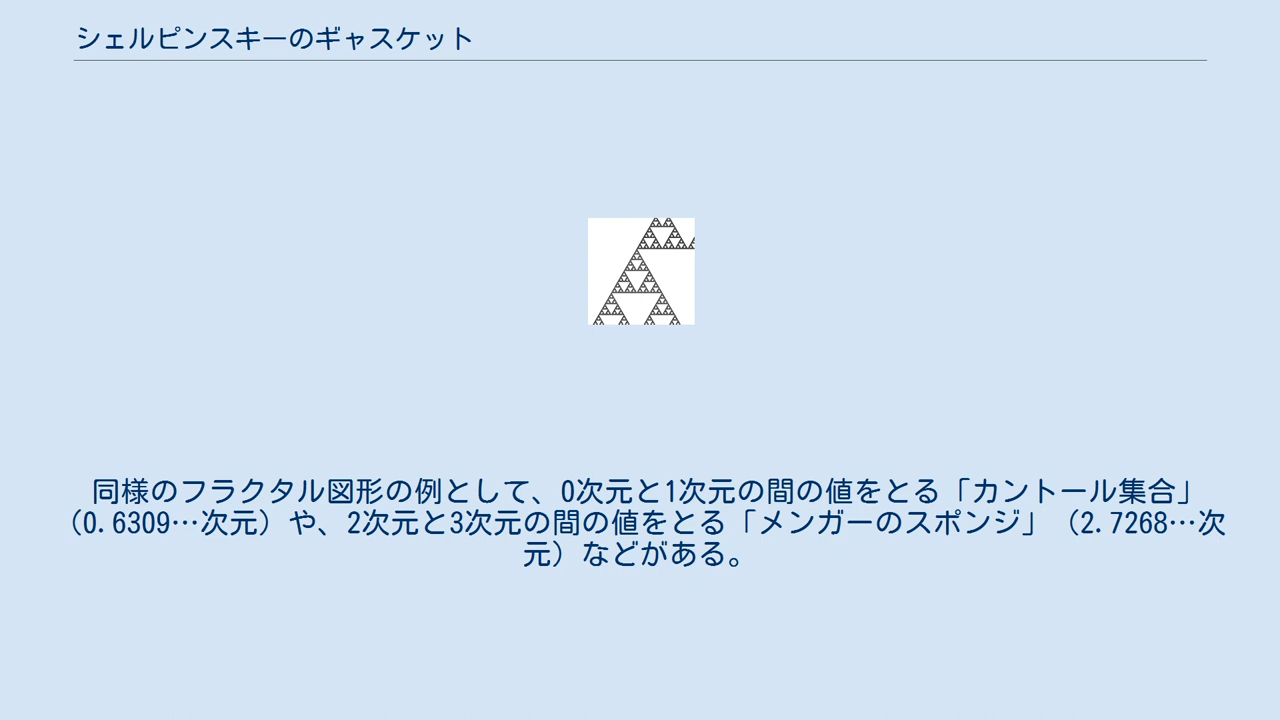 シェルピンスキーのギャスケット
同様のフラクタル図形の例として、0次元と1次元の間の値をとる「カントール集合」
（0.6309…次元）や、2次元と3次元の間の値をとる「メンガーのスポンジ」（2.7268…次
元）などがある。